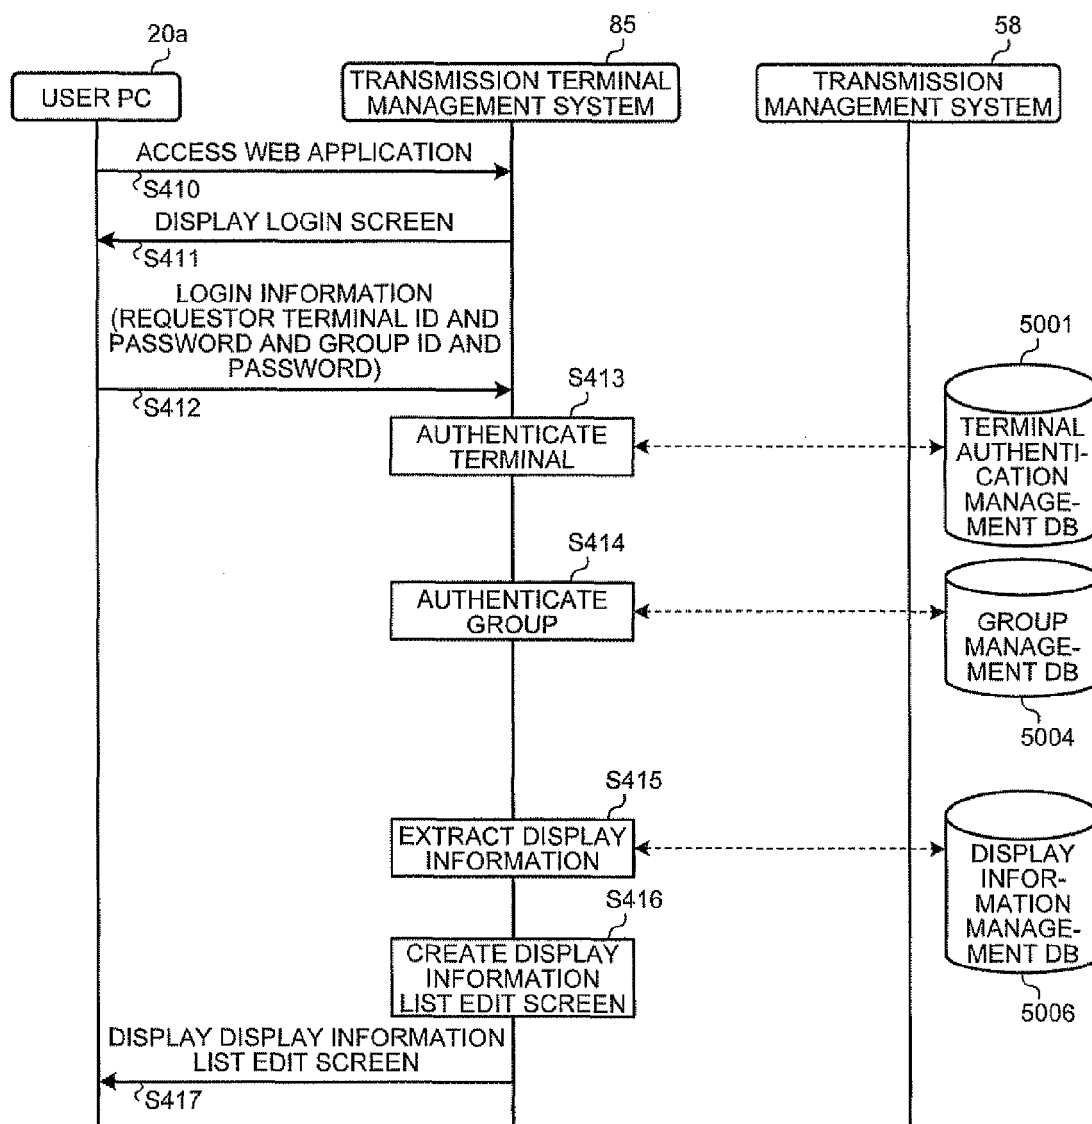 20a
85
58
USER PC
TRANSMISSION TERMINAL
MANAGEMENT SYSTEM
TRANSMISSION
MANAGEMENT SYSTEM
ACCESS WEB APPLICATION
S410
DISPLAY LOGIN SCREEN
S411
LOGIN INFORMATION
(REQUESTOR TERMINAL ID AND
PASSWORD AND GROUP ID AND
PASSWORD)
S412
S413
AUTHENTICATE
TERMINAL
5001
TERMINAL
AUTHENTI-
CATION
MANAGE-
MENT DB
S414
AUTHENTICATE
GROUP
GROUP
MANAGE-
MENT DB
5004
S415
EXTRACT DISPLAY
INFORMATION
DISPLAY
INFOR-
MATION
MANAGE-
MENT DB
5006
S416
CREATE DISPLAY
INFORMATION
LIST EDIT SCREEN
DISPLAY DISPLAY INFORMATION
LIST EDIT SCREEN
S417